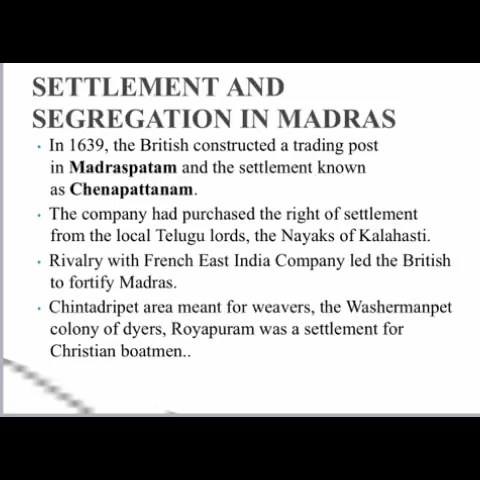 SETTLEMENT AND
SEGREGATION IN MADRAS
• In 1639, the British constructed a trading post
in Madraspatam and the settlement known
as Chenapattanam.
• The company had purchased the right of settlement
from the local Telugu lords, the Nayaks of Kalahasti.
• Rivalry with French East India Company led the British
to fortify Madras.
• Chintadripet area meant for weavers, the Washermanpet
colony of dyers, Royapuram was a settlement for
Christian boatmen..